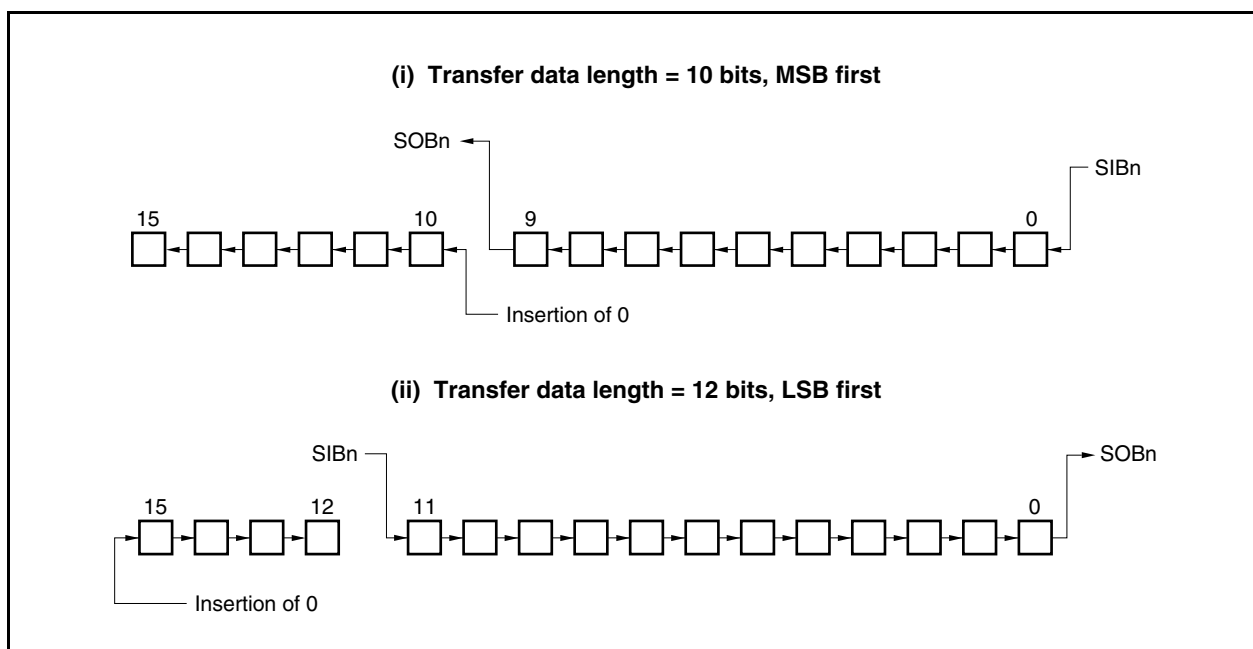 (i) Transfer data length = 10 bits, MSB first
SOBn
SIBn
15 10 9 0
Insertion of 0
(ii) Transfer data length = 12 bits, LSB first
SIBn SOBn
15 12 11 0
Insertion of 0